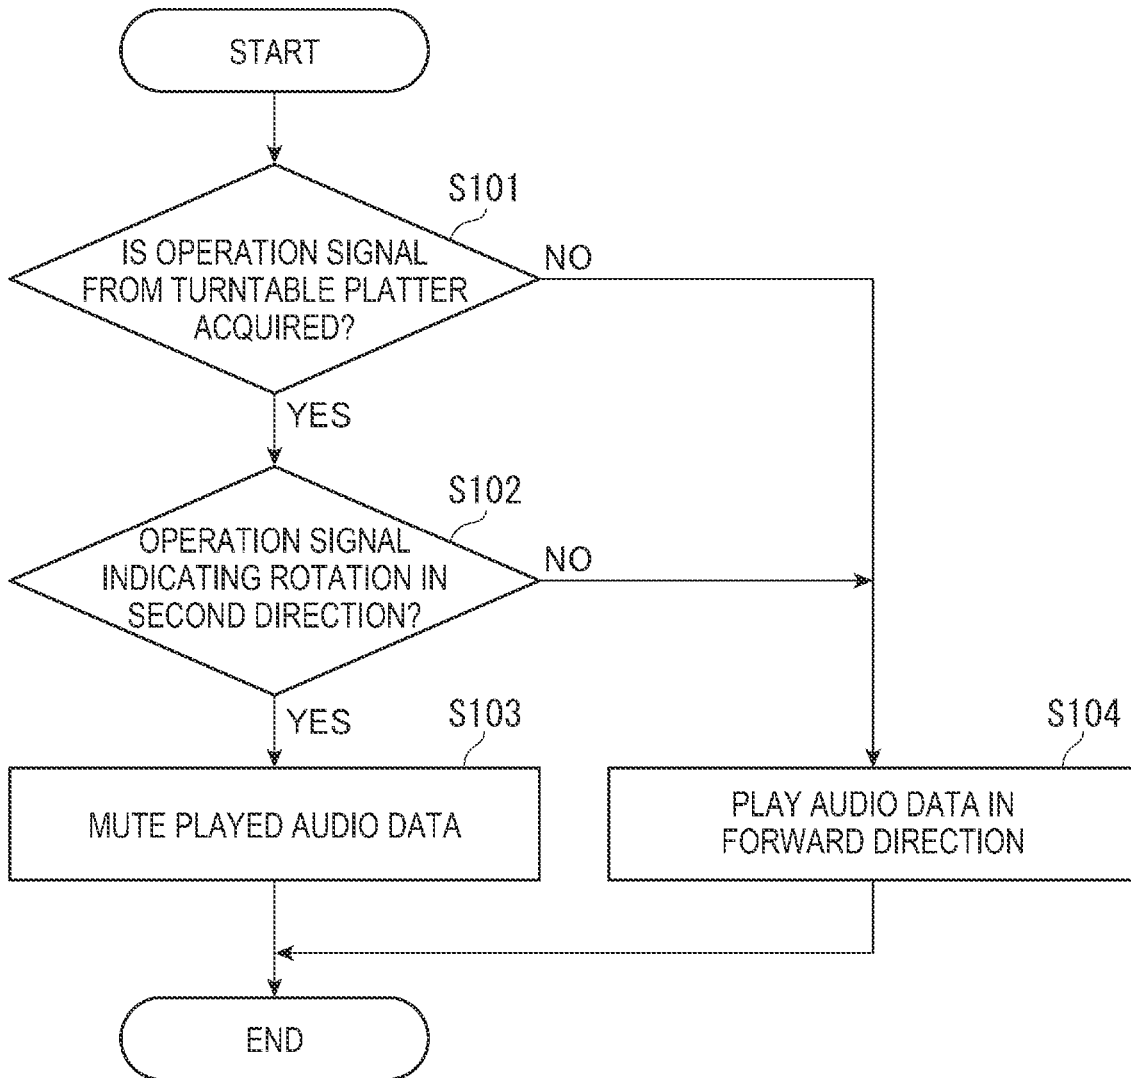 START
S101
IS OPERATION SIGNAL
FROM TURNTABLE PLATTER
ACQUIRED?
NO
YES
S102
OPERATION SIGNAL
INDICATING ROTATION IN
SECOND DIRECTION?
NO
YES
S103
MUTE PLAYED AUDIO DATA
S104
PLAY AUDIO DATA IN
FORWARD DIRECTION
END